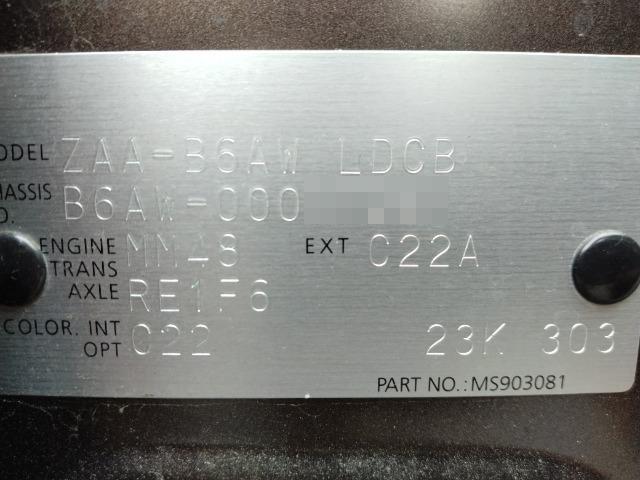 ODEL ZAA-B6AW LDCB
HASSIS B6AW-000
O.
ENGINE MM48 EXT C22A
TRANS
AXLE RE1F6
COLOR. INT C22 23K 303
OPT
PART NO.:MS903081